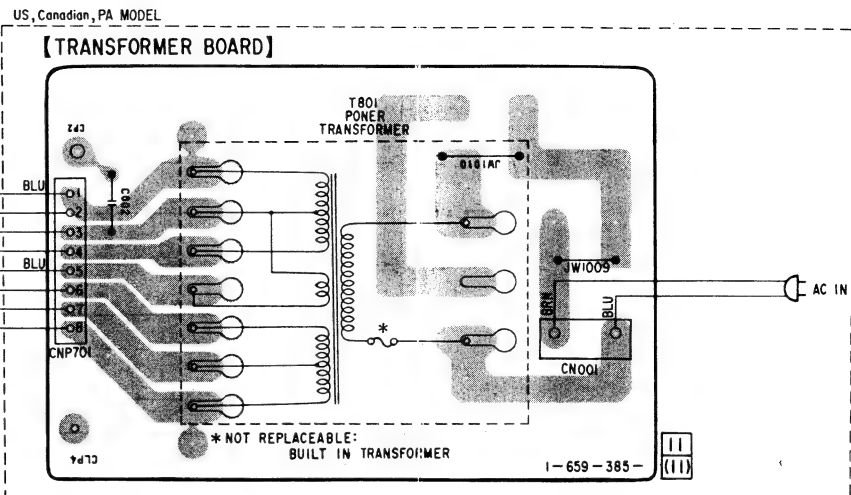 US, Canadian, PA MODEL
[TRANSFORMER BOARD]
T801
PONER
TRANSFORMER
CP2
C002
JW1010
BLU
1
2
3
4
BLU
5
6
7
8
CNP701
JW1009
BRN
BLU
AC IN
*
CN001
CLP4
* NOT REPLACEABLE:
BUILT IN TRANSFORMER
1-659-385-
11
(11)